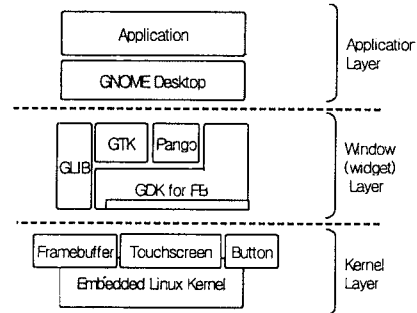 Application
GNOME Desktop
Application
Layer
GLIB
GTK
Pango
GDK for FB
Window
(widget)
Layer
Framebuffer
Touchscreen
Button
Embedded Linux Kernel
Kernel
Layer